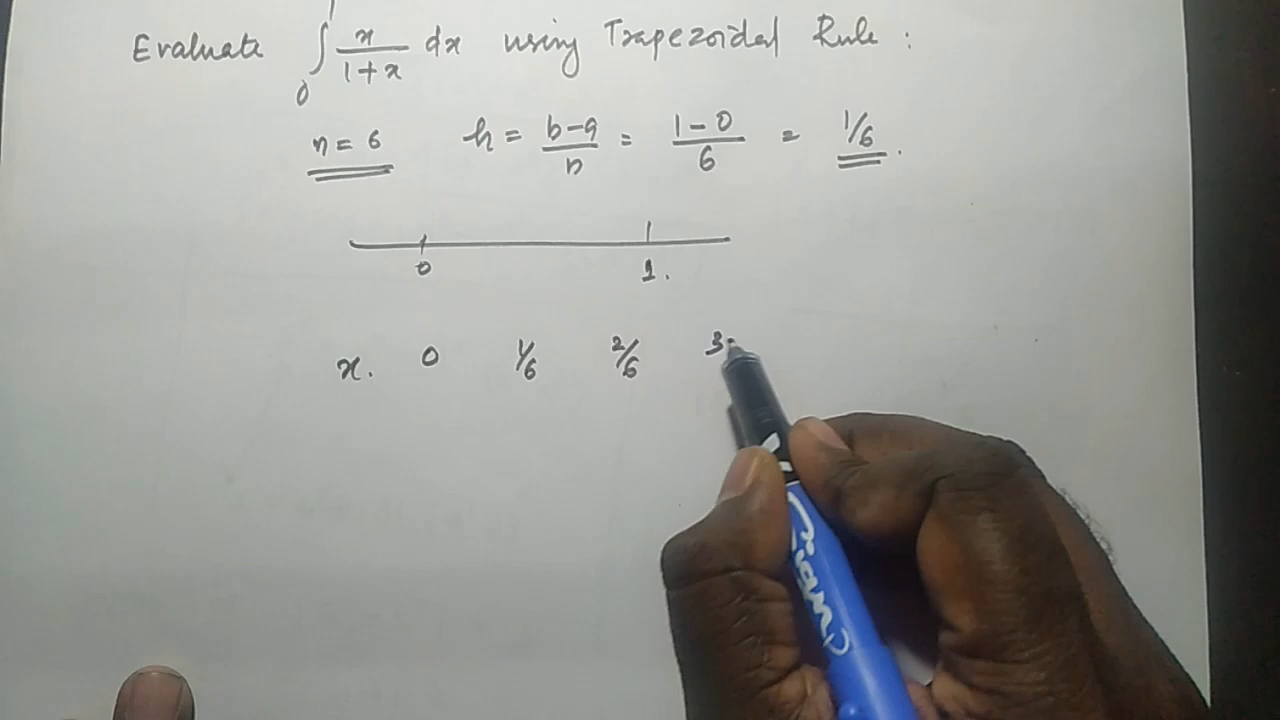 Evaluate ∫₀¹ x/(1+x) dx using Trapezoidal Rule :
n = 6 h = (b-a)/n = (1-0)/6 = 1/6 .
0 1.
x. 0 1/6 2/6 3